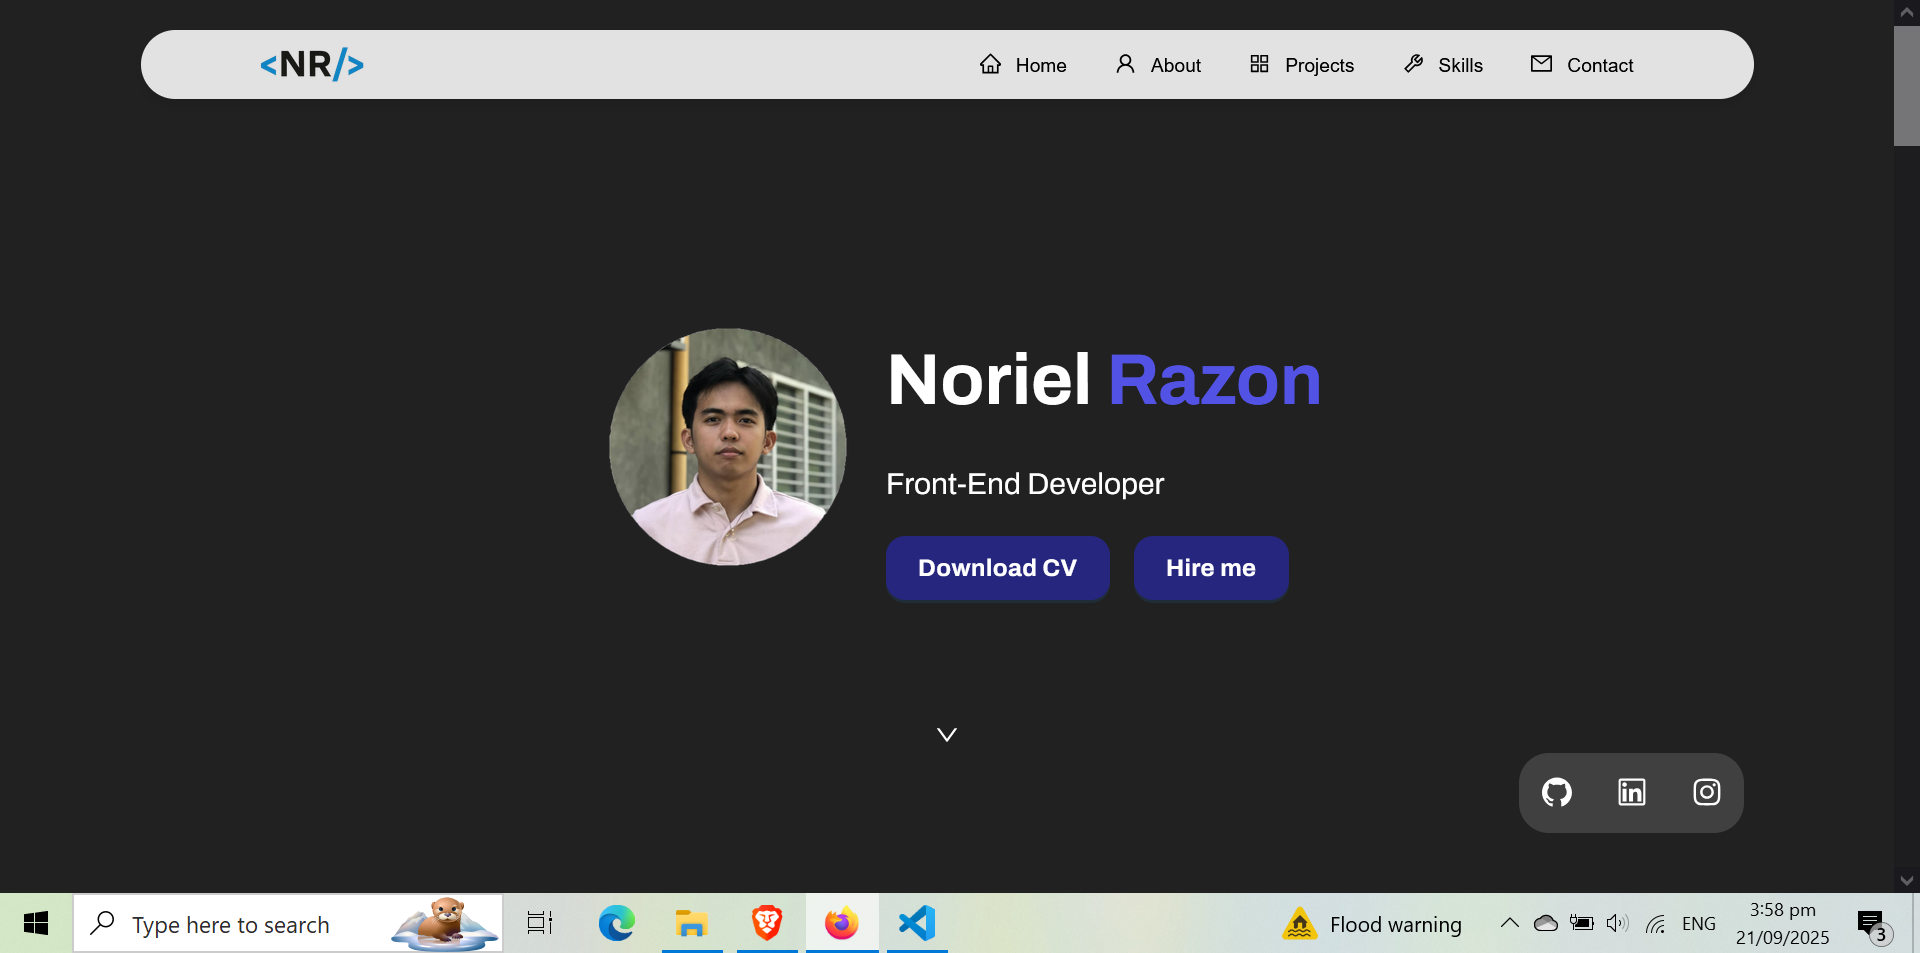 <NR/>
Home About Projects Skills Contact
Noriel Razon
Front-End Developer
Download CV Hire me
Type here to search
Flood warning
ENG
3:58 pm
21/09/2025
3